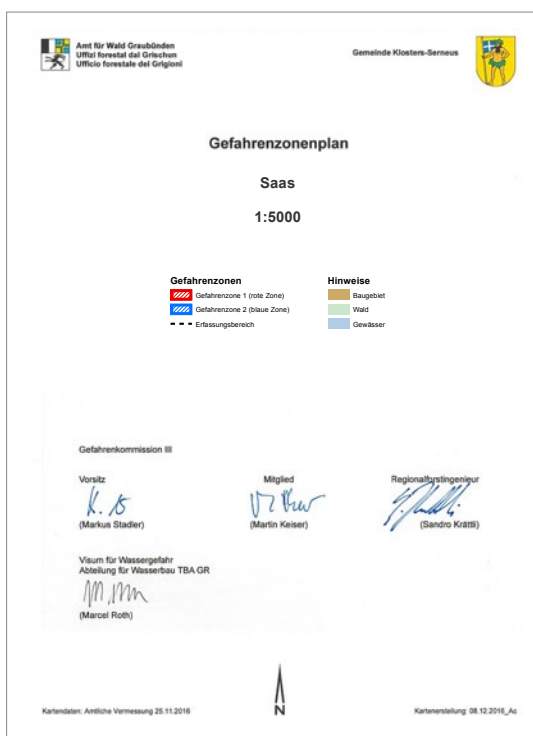 Amt für Wald Graubünden
Uffizi forestal dal Grischun
Ufficio forestale dei Grigioni
Gemeinde Klosters-Serneus
Gefahrenzonenplan
Saas
1:5000
Gefahrenzonen
Gefahrenzone 1 (rote Zone)
Gefahrenzone 2 (blaue Zone)
Erfassungsbereich
Hinweise
Baugebiet
Wald
Gewässer
Gefahrenkommission III
Vorsitz
(Markus Stadler)
Mitglied
(Martin Keiser)
Regionalforstingenieur
(Sandro Krättli)
Visum für Wassergefahr
Abteilung für Wasserbau TBA GR
(Marcel Roth)
N
Kartendaten: Amtliche Vermessung 25.11.2016
Kartenerstellung: 08.12.2016_Ac